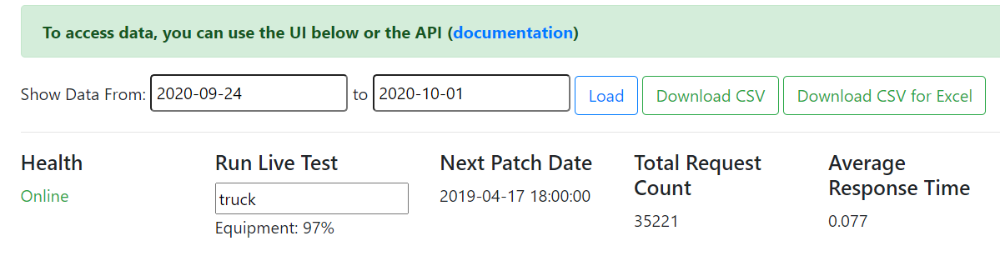 To access data, you can use the UI below or the API (documentation)
Show Data From: 2020-09-24 to 2020-10-01 Load Download CSV Download CSV for Excel
Health
Online
Run Live Test
truck
Equipment: 97%
Next Patch Date
2019-04-17 18:00:00
Total Request
Count
35221
Average
Response Time
0.077